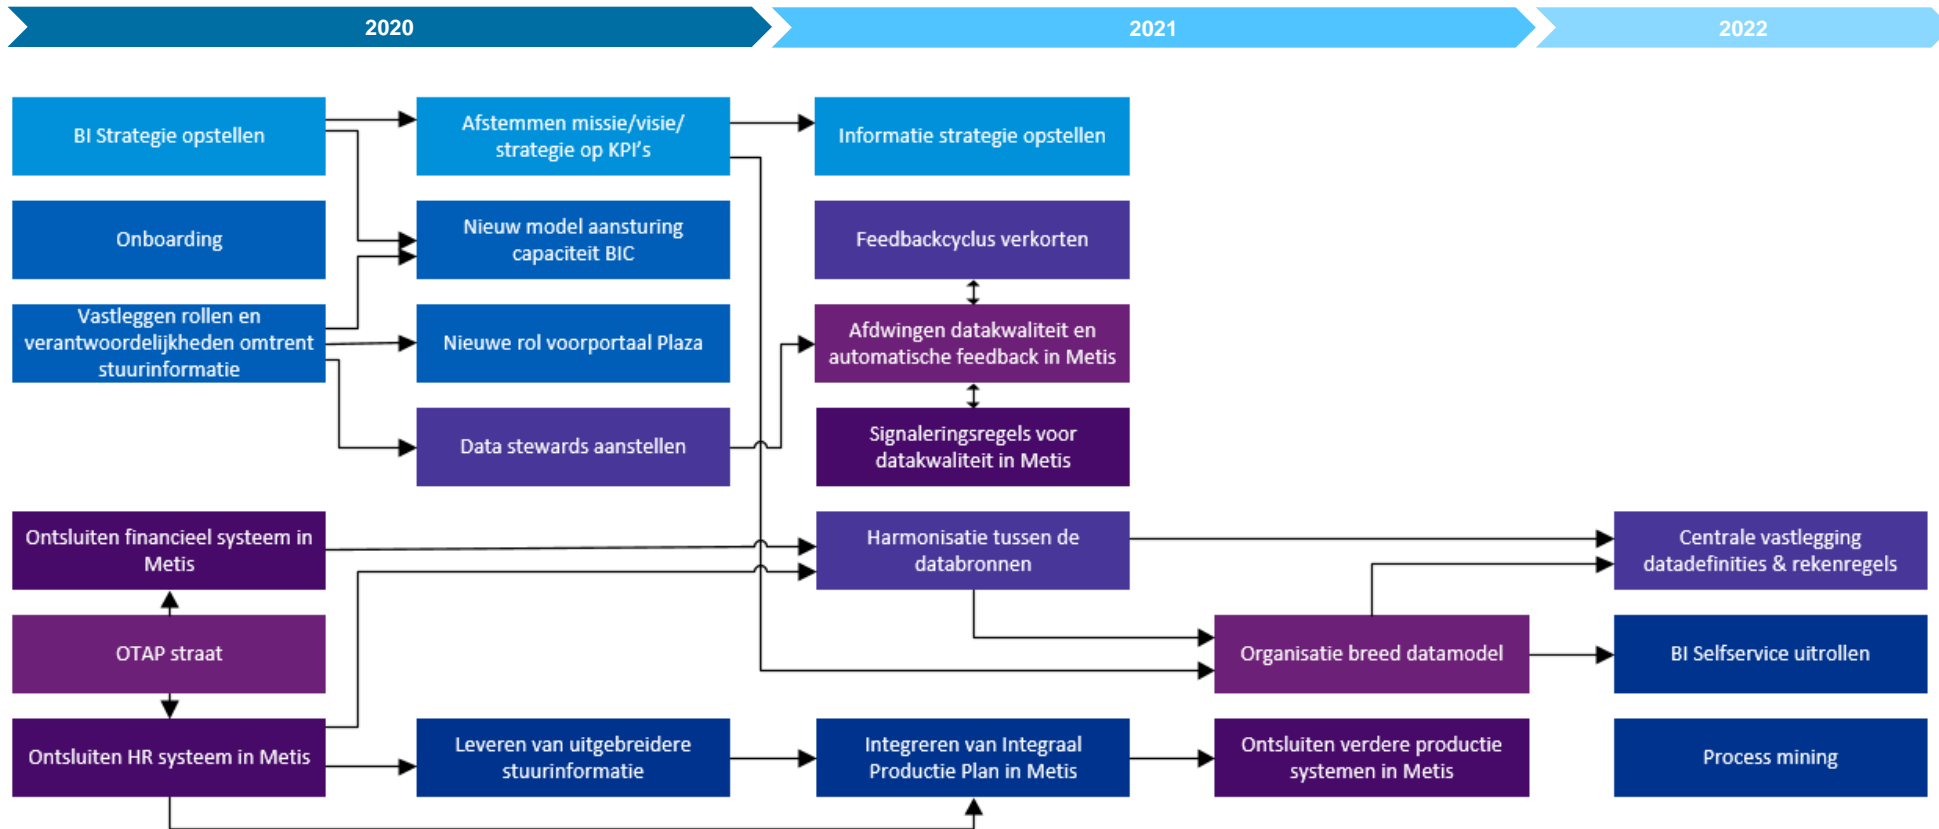 2020
2021
2022
BI Strategie opstellen
Afstemmen missie/visie/
strategie op KPI's
Informatie strategie opstellen
Onboarding
Nieuw model aansturing
capaciteit BIC
Feedbackcyclus verkorten
Vastleggen rollen en
verantwoordelijkheden omtrent
stuurinformatie
Nieuwe rol voorportaal Plaza
Afdwingen datakwaliteit en
automatische feedback in Metis
Data stewards aanstellen
Signaleringsregels voor
datakwaliteit in Metis
Ontsluiten financieel systeem in
Metis
Harmonisatie tussen de
databronnen
Centrale vastlegging
datadefinities & rekenregels
OTAP straat
Organisatie breed datamodel
BI Selfservice uitrollen
Ontsluiten HR systeem in Metis
Leveren van uitgebreidere
stuurinformatie
Integreren van Integraal
Productie Plan in Metis
Ontsluiten verdere productie
systemen in Metis
Process mining